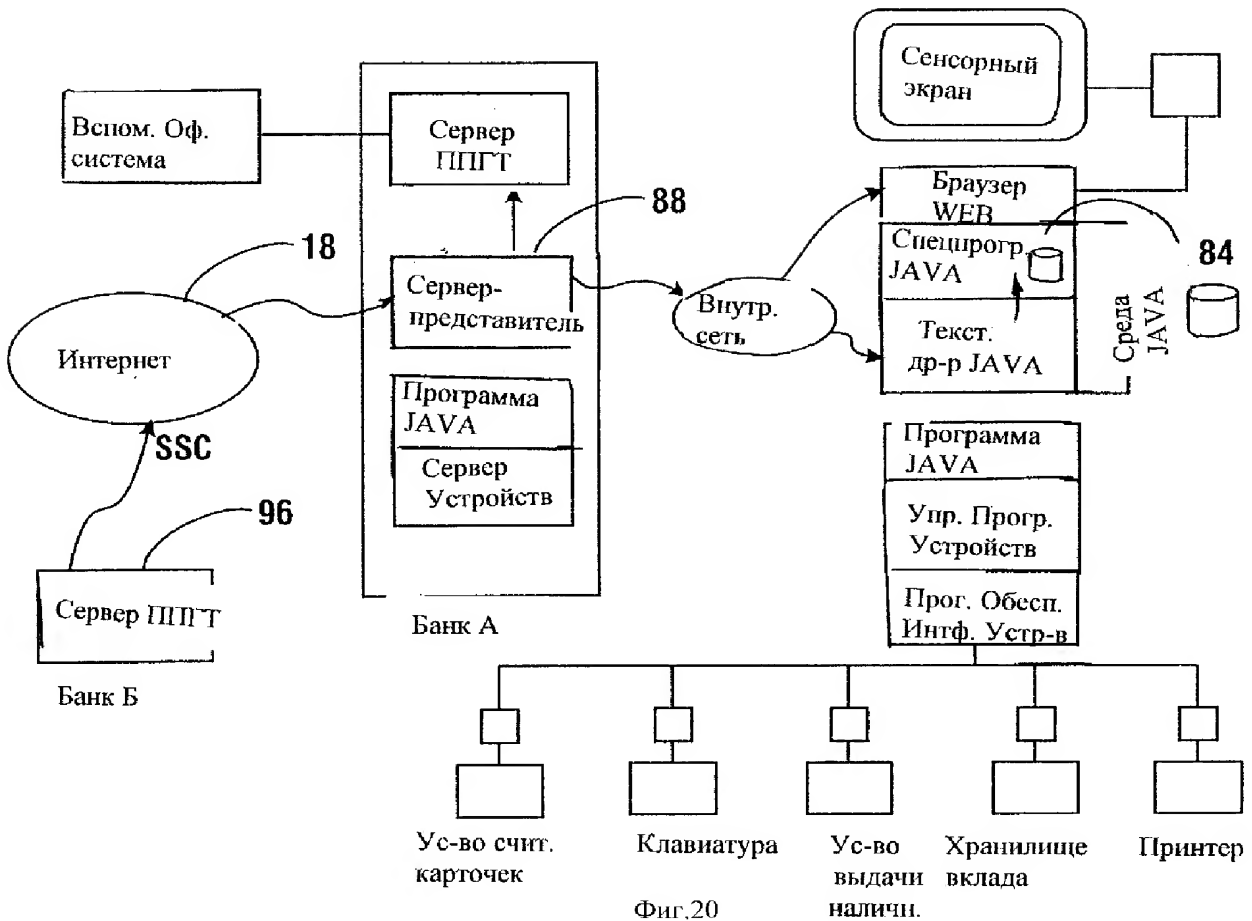 Сенсорный
экран
Вспом. Оф.
система
Сервер
ППГТ
88
Браузер
WEB
18
Спецпрогр.
JAVA
84
Сервер-
представитель
Внутр.
сеть
Интернет
Текст.
др-р JAVA
Среда
JAVA
Программа
JAVA
SSC
Сервер
Устройств
Программа
JAVA
96
Упр. Прогр.
Устройств
Сервер ППГТ
Банк А
Прог. Обесп.
Интф. Устр-в
Банк Б
Ус-во счит.
карточек
Клавиатура
Ус-во
выдачи
наличн.
Хранилище
вклада
Принтер
Фиг,20